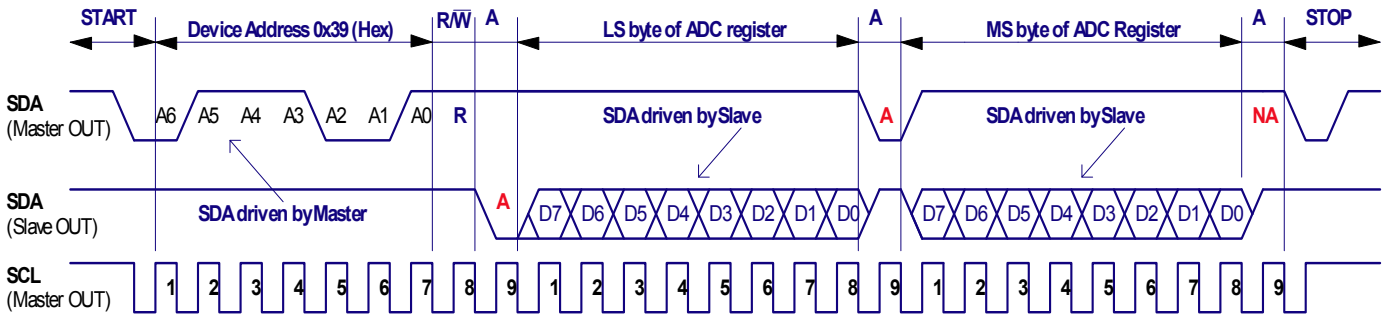 START Device Address 0x39 (Hex) R/W̅ A LS byte of ADC register A MS byte of ADC Register A STOP
SDA
(Master OUT)
A6 A5 A4 A3 A2 A1 A0 R SDA driven by Slave A SDA driven by Slave NA
SDA
(Slave OUT)
SDA driven by Master A D7 D6 D5 D4 D3 D2 D1 D0 D7 D6 D5 D4 D3 D2 D1 D0
SCL
(Master OUT)
1 2 3 4 5 6 7 8 9 1 2 3 4 5 6 7 8 9 1 2 3 4 5 6 7 8 9